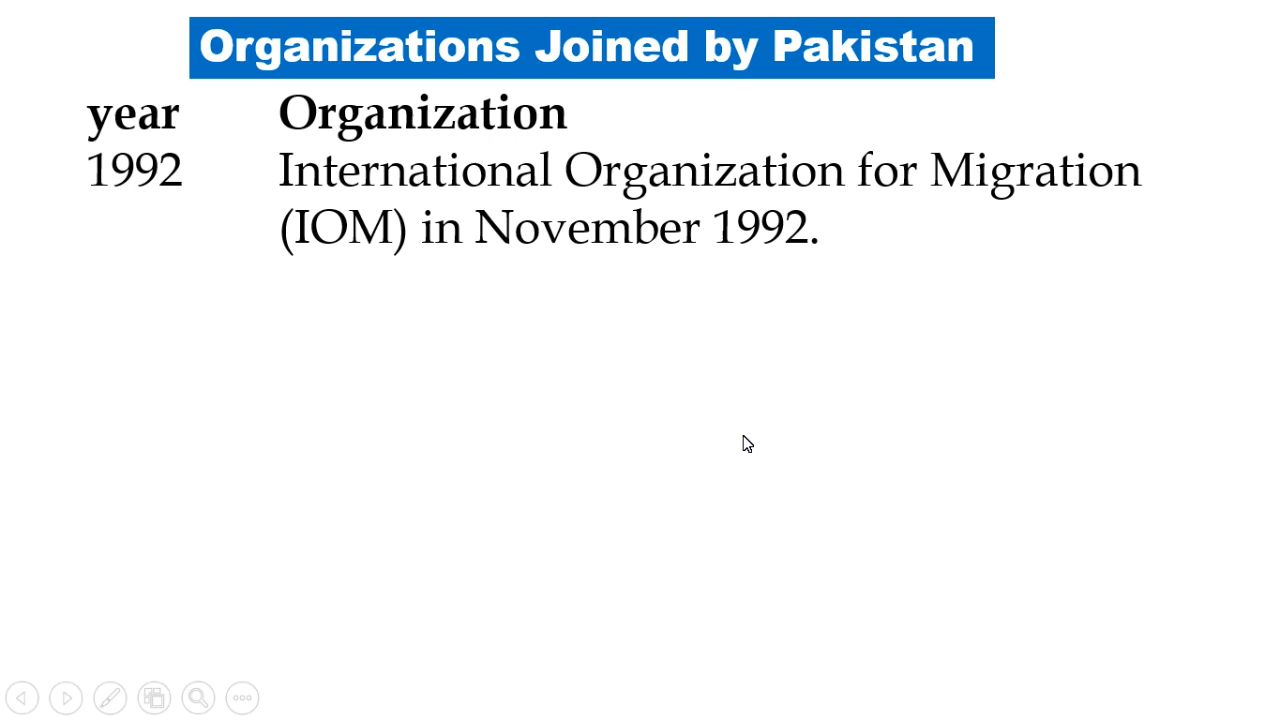 Organizations Joined by Pakistan
year Organization
1992 International Organization for Migration
(IOM) in November 1992.